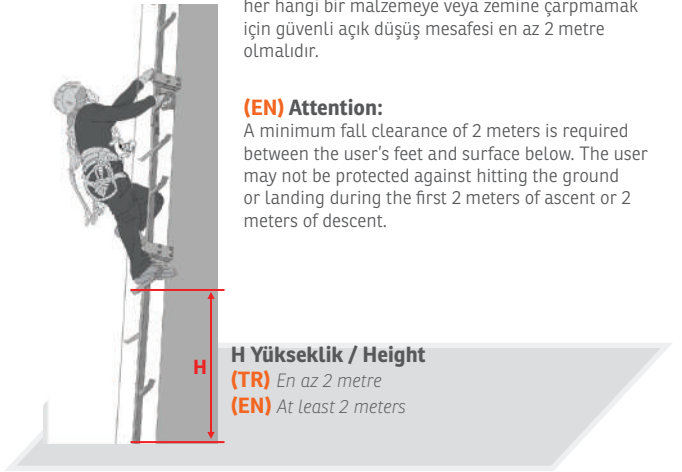 her hangi bir malzemeye veya zemine çarpmamak
için güvenli açık düşüş mesafesi en az 2 metre
olmalıdır.
(EN) Attention:
A minimum fall clearance of 2 meters is required
between the user's feet and surface below. The user
may not be protected against hitting the ground
or landing during the first 2 meters of ascent or 2
meters of descent.
H
H Yükseklik / Height
(TR) En az 2 metre
(EN) At least 2 meters